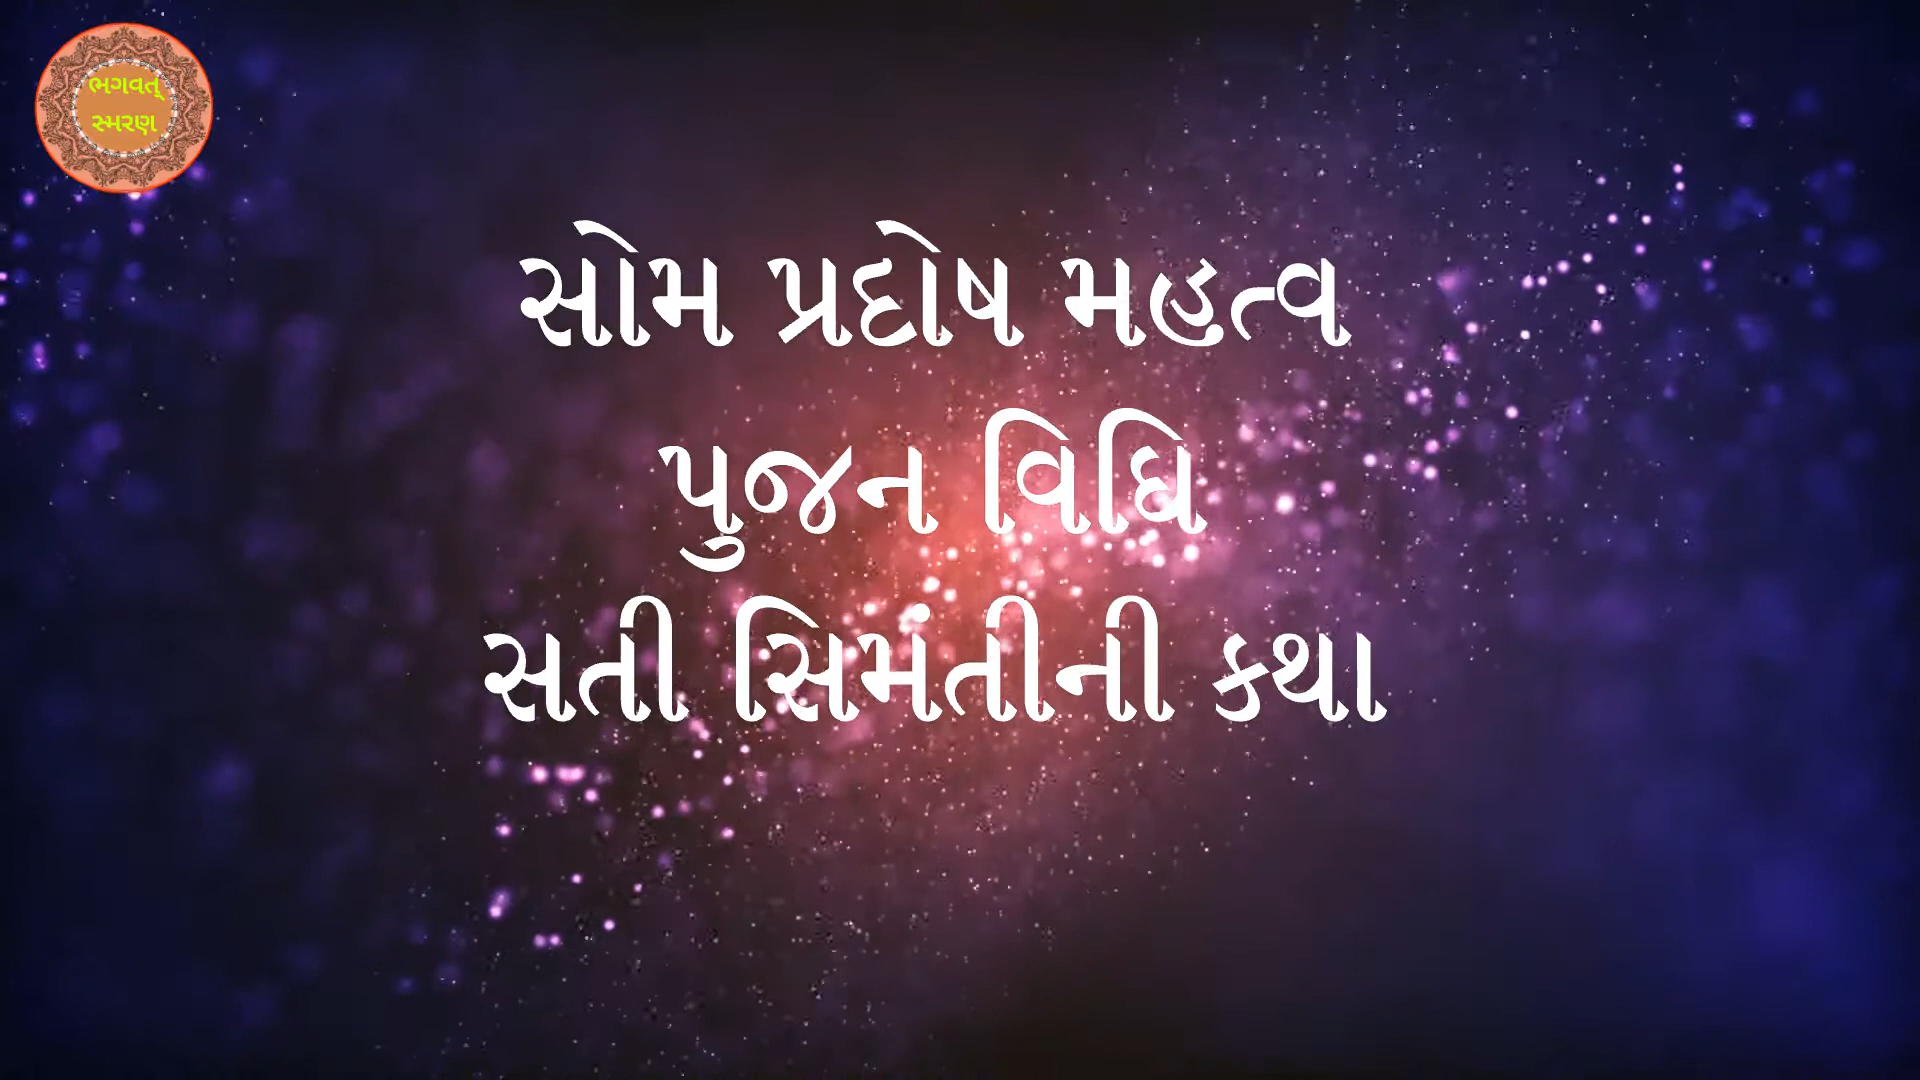 ભગવત્
સ્મરણ
સોમ પ્રદોષ મહત્વ
પુજન વિધિ
સતી સિમંતીની કથા